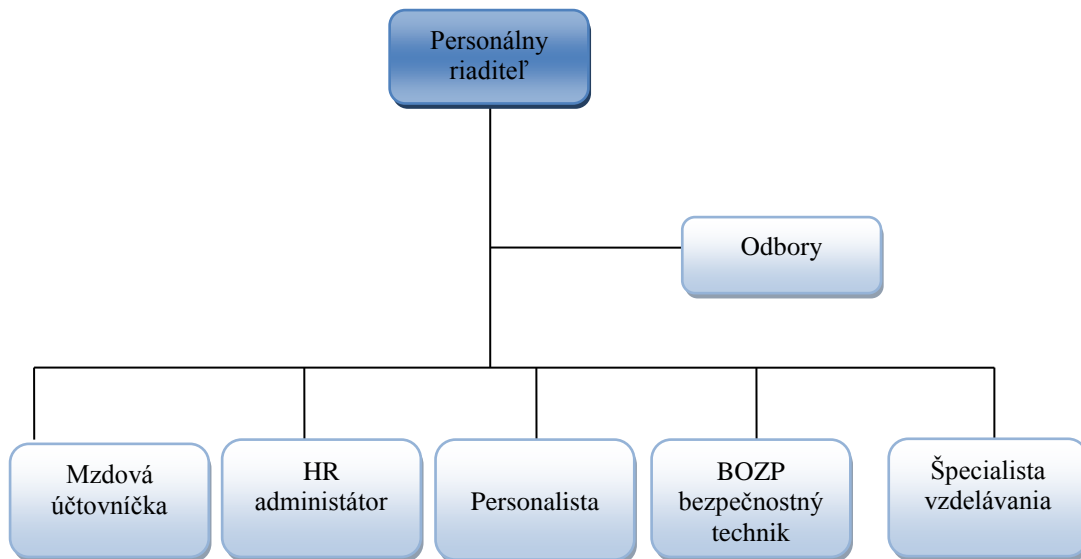 Personálny
riaditeľ
Odbory
Mzdová
účtovníčka
HR
administátor
Personalista
BOZP
bezpečnostný
technik
Špecialista
vzdelávania